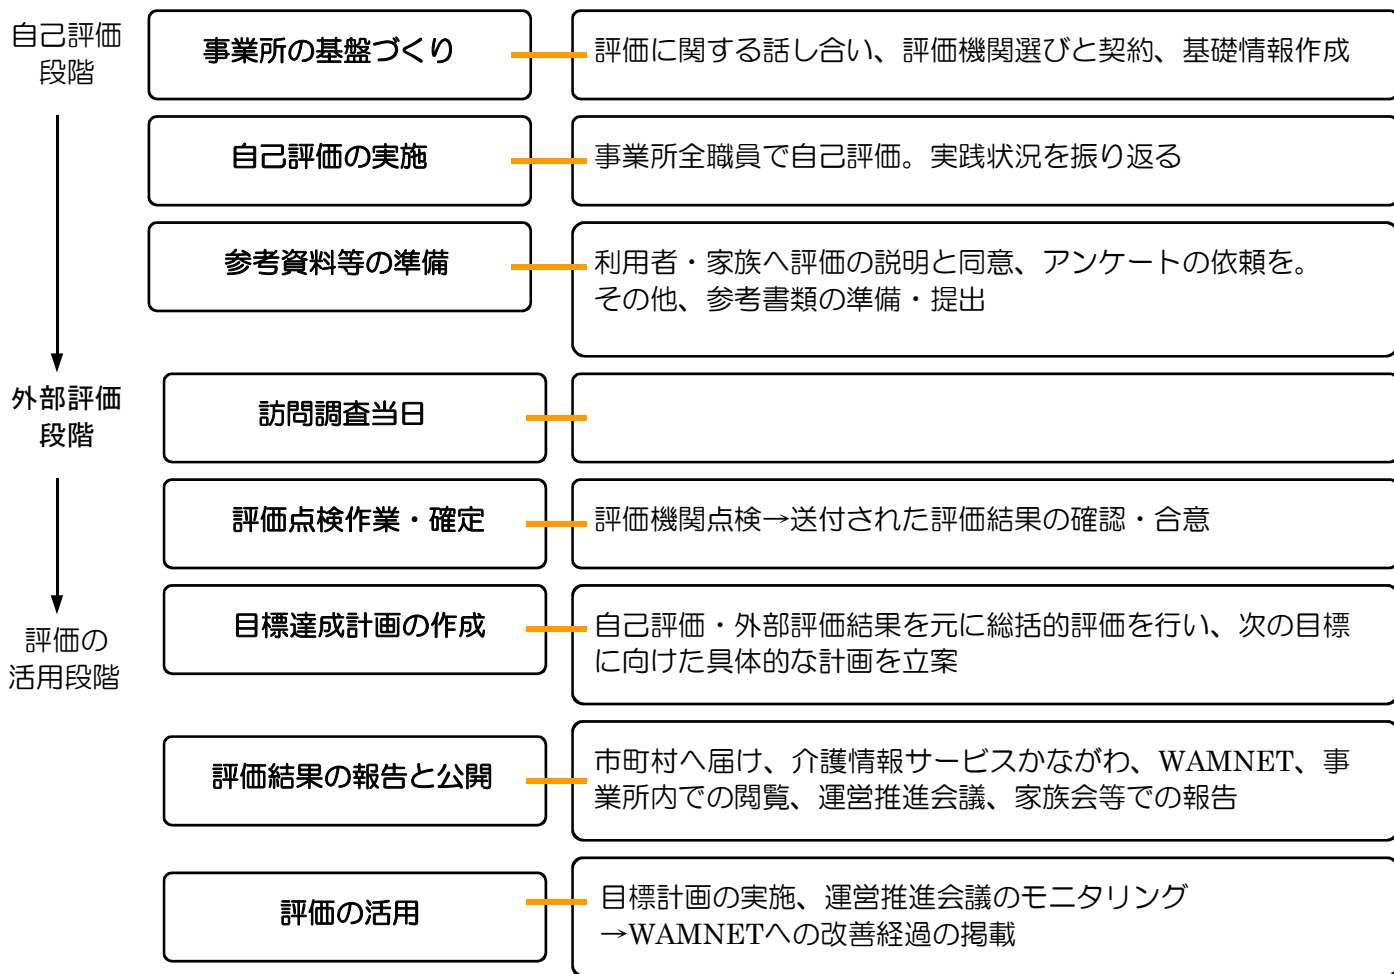 自己評価
段階
事業所の基盤づくり
評価に関する話し合い、評価機関選びと契約、基礎情報作成
自己評価の実施
事業所全職員で自己評価。実践状況を振り返る
参考資料等の準備
利用者・家族へ評価の説明と同意、アンケートの依頼を。
その他、参考書類の準備・提出
外部評価
段階
訪問調査当日
評価点検作業・確定
評価機関点検→送付された評価結果の確認・合意
評価の
活用段階
目標達成計画の作成
自己評価・外部評価結果を元に総括的評価を行い、次の目標
に向けた具体的な計画を立案
評価結果の報告と公開
市町村へ届け、介護情報サービスかながわ、WAMNET、事
業所内での閲覧、運営推進会議、家族会等での報告
評価の活用
目標計画の実施、運営推進会議のモニタリング
→WAMNETへの改善経過の掲載